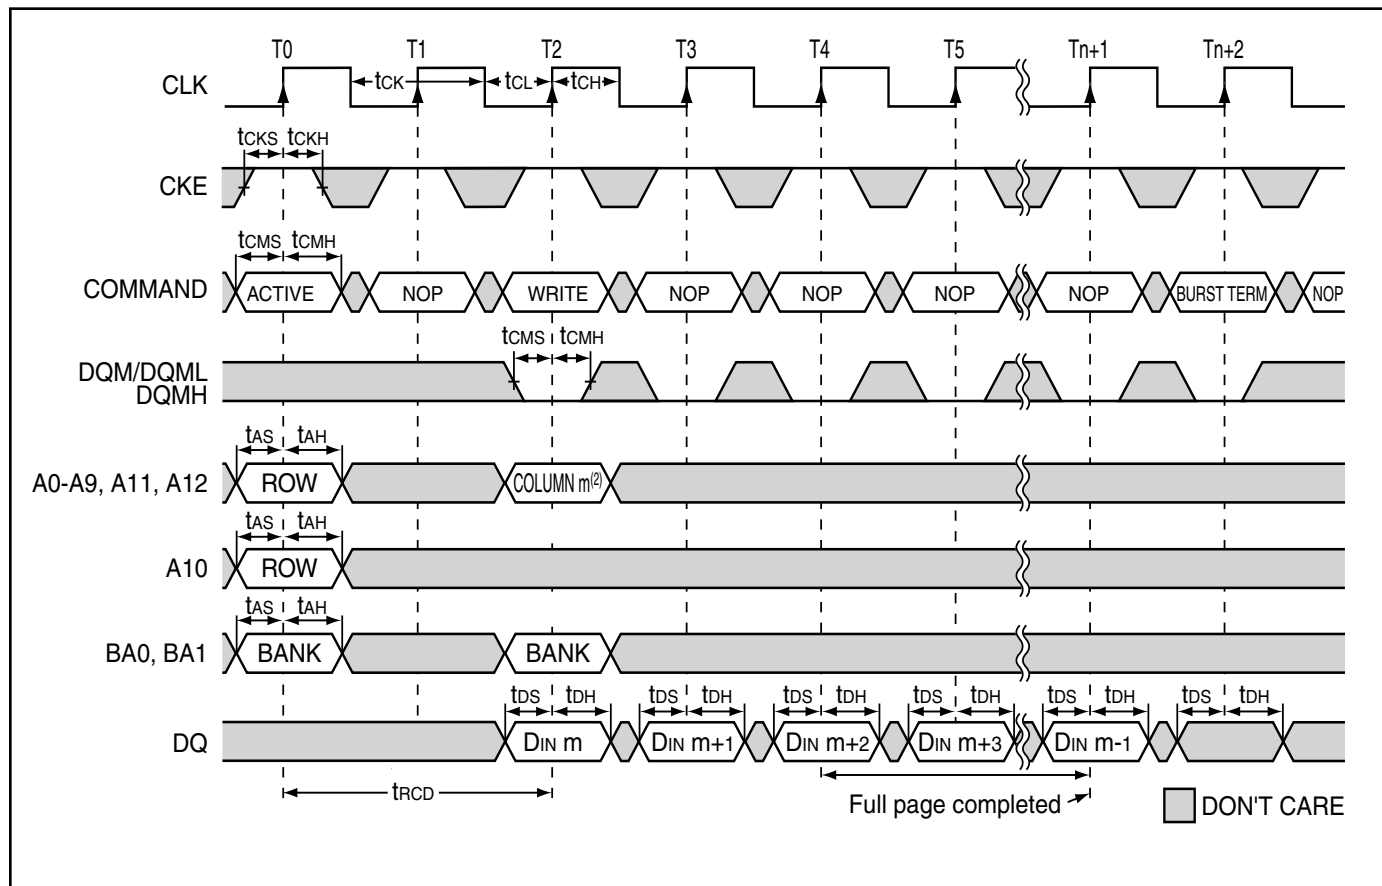 T0 T1 T2 T3 T4 T5 Tn+1 Tn+2
CLK tCK tCL tCH
tCKS tCKH
CKE
tCMS tCMH
COMMAND ACTIVE NOP WRITE NOP NOP NOP NOP BURST TERM NOP
tCMS tCMH
DQM/DQML
DQMH
tAS tAH
A0-A9, A11, A12 ROW COLUMN m(2)
tAS tAH
A10 ROW
tAS tAH
BA0, BA1 BANK BANK
tDS tDH tDS tDH tDS tDH tDS tDH tDS tDH tDS tDH
DQ DIN m DIN m+1 DIN m+2 DIN m+3 DIN m-1
tRCD
Full page completed
DON'T CARE